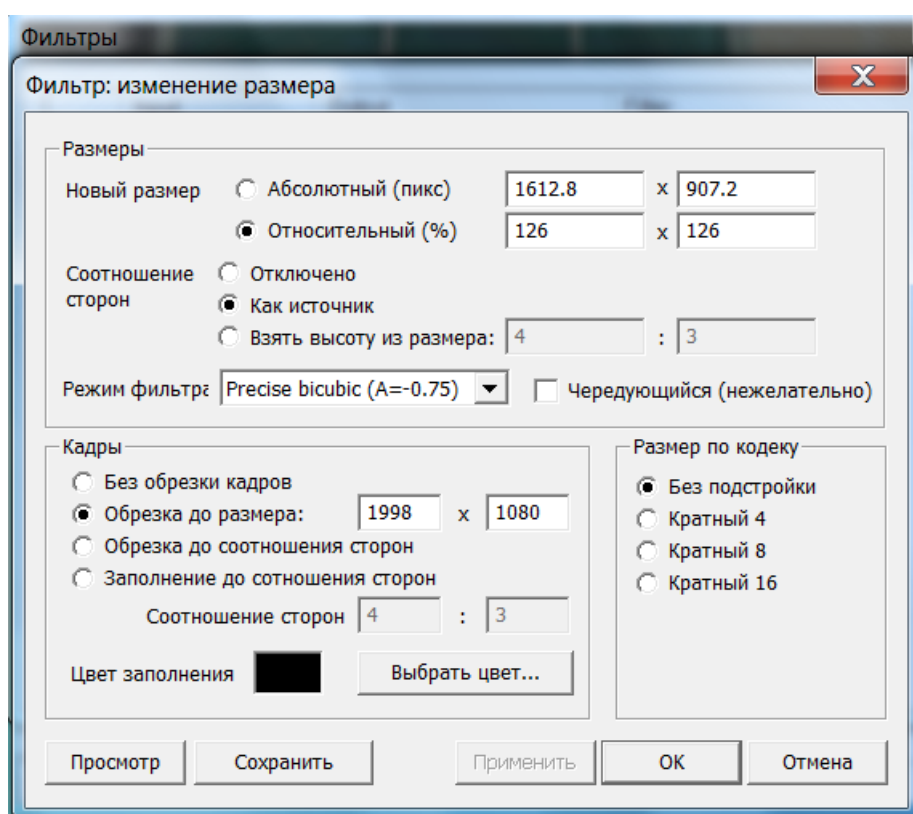 Фильтры
Фильтр: изменение размера
Размеры
Новый размер
Абсолютный (пикс) 1612.8 x 907.2
Относительный (%) 126 x 126
Соотношение сторон
Отключено
Как источник
Взять высоту из размера: 4 : 3
Режим фильтра Precise bicubic (A=-0.75) Чередующийся (нежелательно)
Кадры
Без обрезки кадров
Обрезка до размера: 1998 x 1080
Обрезка до соотношения сторон
Заполнение до сотношения сторон
Соотношение сторон 4 : 3
Цвет заполнения Выбрать цвет...
Размер по кодеку
Без подстройки
Кратный 4
Кратный 8
Кратный 16
Просмотр Сохранить Применить OK Отмена